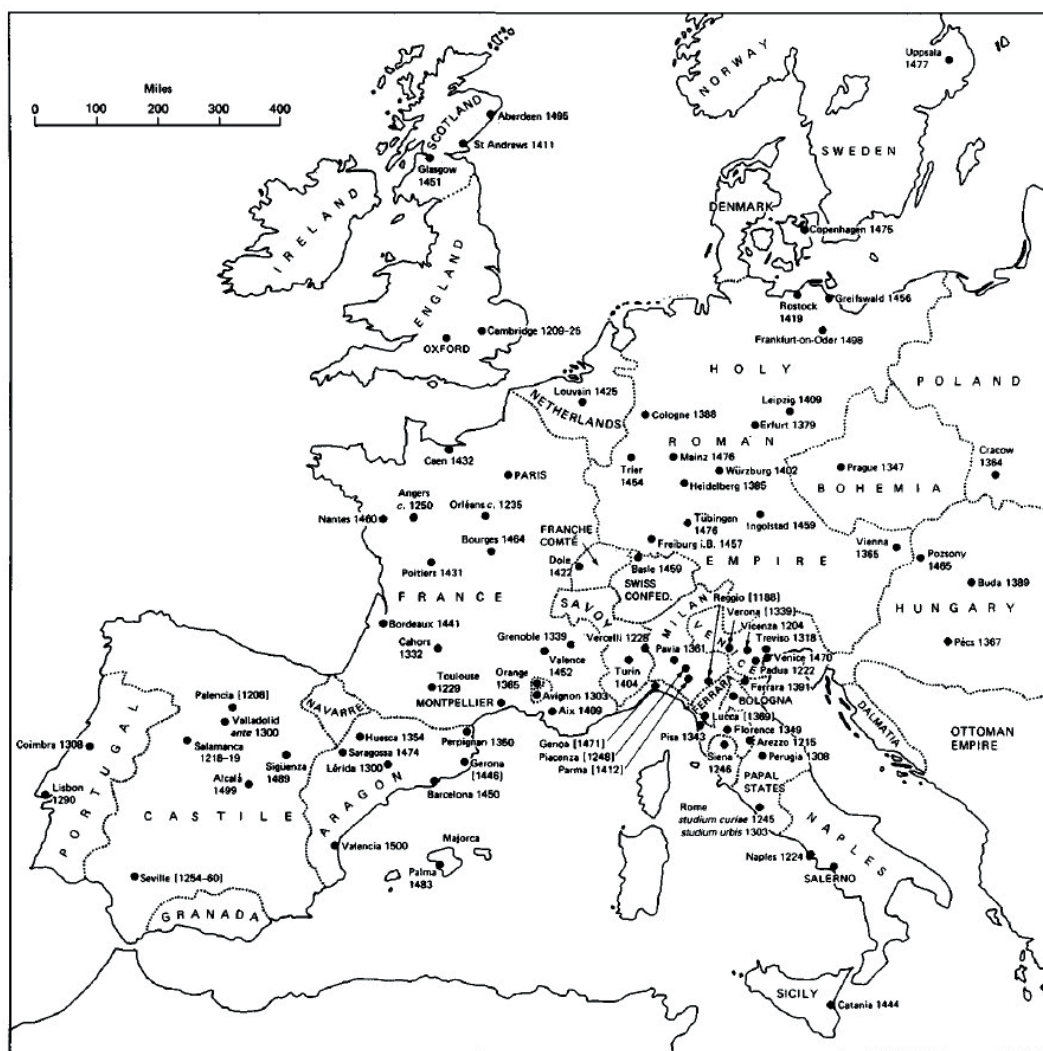 Miles
0 100 200 300 400
NORWAY
Uppsala
1477
SWEDEN
SCOTLAND
Aberdeen 1495
St Andrews 1411
Glasgow
1451
IRELAND
ENGLAND
DENMARK
Copenhagen 1475
Rostock
1419
Greifswald 1456
Cambridge 1209-25
OXFORD
Frankfurt-on-Oder 1498
HOLY
ROMAN
EMPIRE
POLAND
Louvain 1425
NETHERLANDS
Cologne 1388
Leipzig 1409
Erfurt 1379
Cracow
1364
Caen 1432
PARIS
Trier
1454
Mainz 1476
Würzburg 1402
Heidelberg 1385
Prague 1347
BOHEMIA
Angers
c. 1250
Nantes 1460
Orléans c. 1235
Tübingen
1476
Ingolstad 1459
Bourges 1464
FRANCHE
COMTÉ
Freiburg i.B. 1457
Vienna
1365
Pozsony
1465
Poitiers 1431
Dole
1422
Basle 1459
SWISS
CONFED.
Buda 1389
FRANCE
SAVOY
MILAN
VENICE
Reggio [1188]
Verona [1339]
Vicenza 1204
Treviso 1318
HUNGARY
Bordeaux 1441
Cahors
1332
Grenoble 1339
Vercelli 1228
Pavia 1361
Venice 1470
Padua 1222
Pécs 1367
Valence
1452
Turin
1404
FERRARA
Ferrara 1391
BOLOGNA
Toulouse
1229
Orange
1365
Avignon 1303
MONTPELLIER
Aix 1409
Palencia [1208]
Valladolid
ante 1300
NAVARRE
Huesca 1354
Perpignan 1350
Genoa [1471]
Piacenza [1248]
Parma [1412]
Pisa 1343
Lucca [1369]
Florence 1349
Arezzo 1215
Siena
1246
Perugia 1308
DALMATIA
OTTOMAN
EMPIRE
Coimbra 1308
Salamanca
1218-19
Sigüenza
1489
Saragossa 1474
Lérida 1300
Gerona
[1446]
PAPAL
STATES
Lisbon
1290
Alcalá
1499
Barcelona 1450
PORTUGAL
CASTILE
ARAGON
Rome
studium curiae 1245
studium urbis 1303
NAPLES
Valencia 1500
Majorca
Palma
1483
Naples 1224
SALERNO
Seville [1254-60]
GRANADA
SICILY
Catania 1444